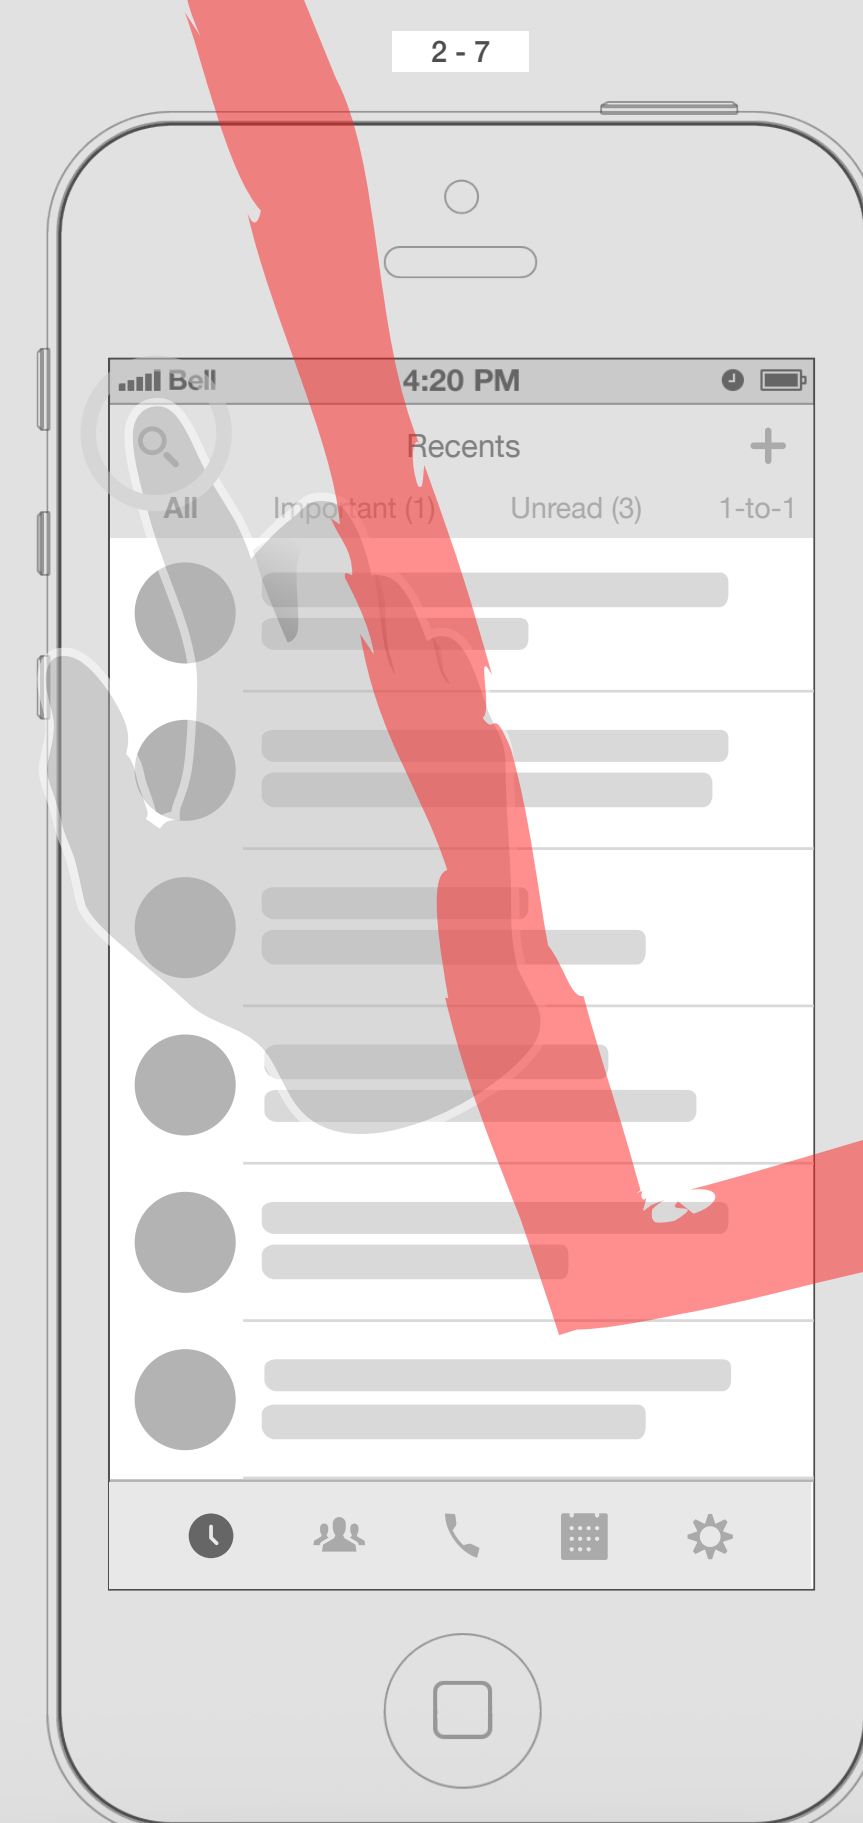 2 - 7
Bell 4:20 PM
Recents
All Important (1) Unread (3) 1-to-1